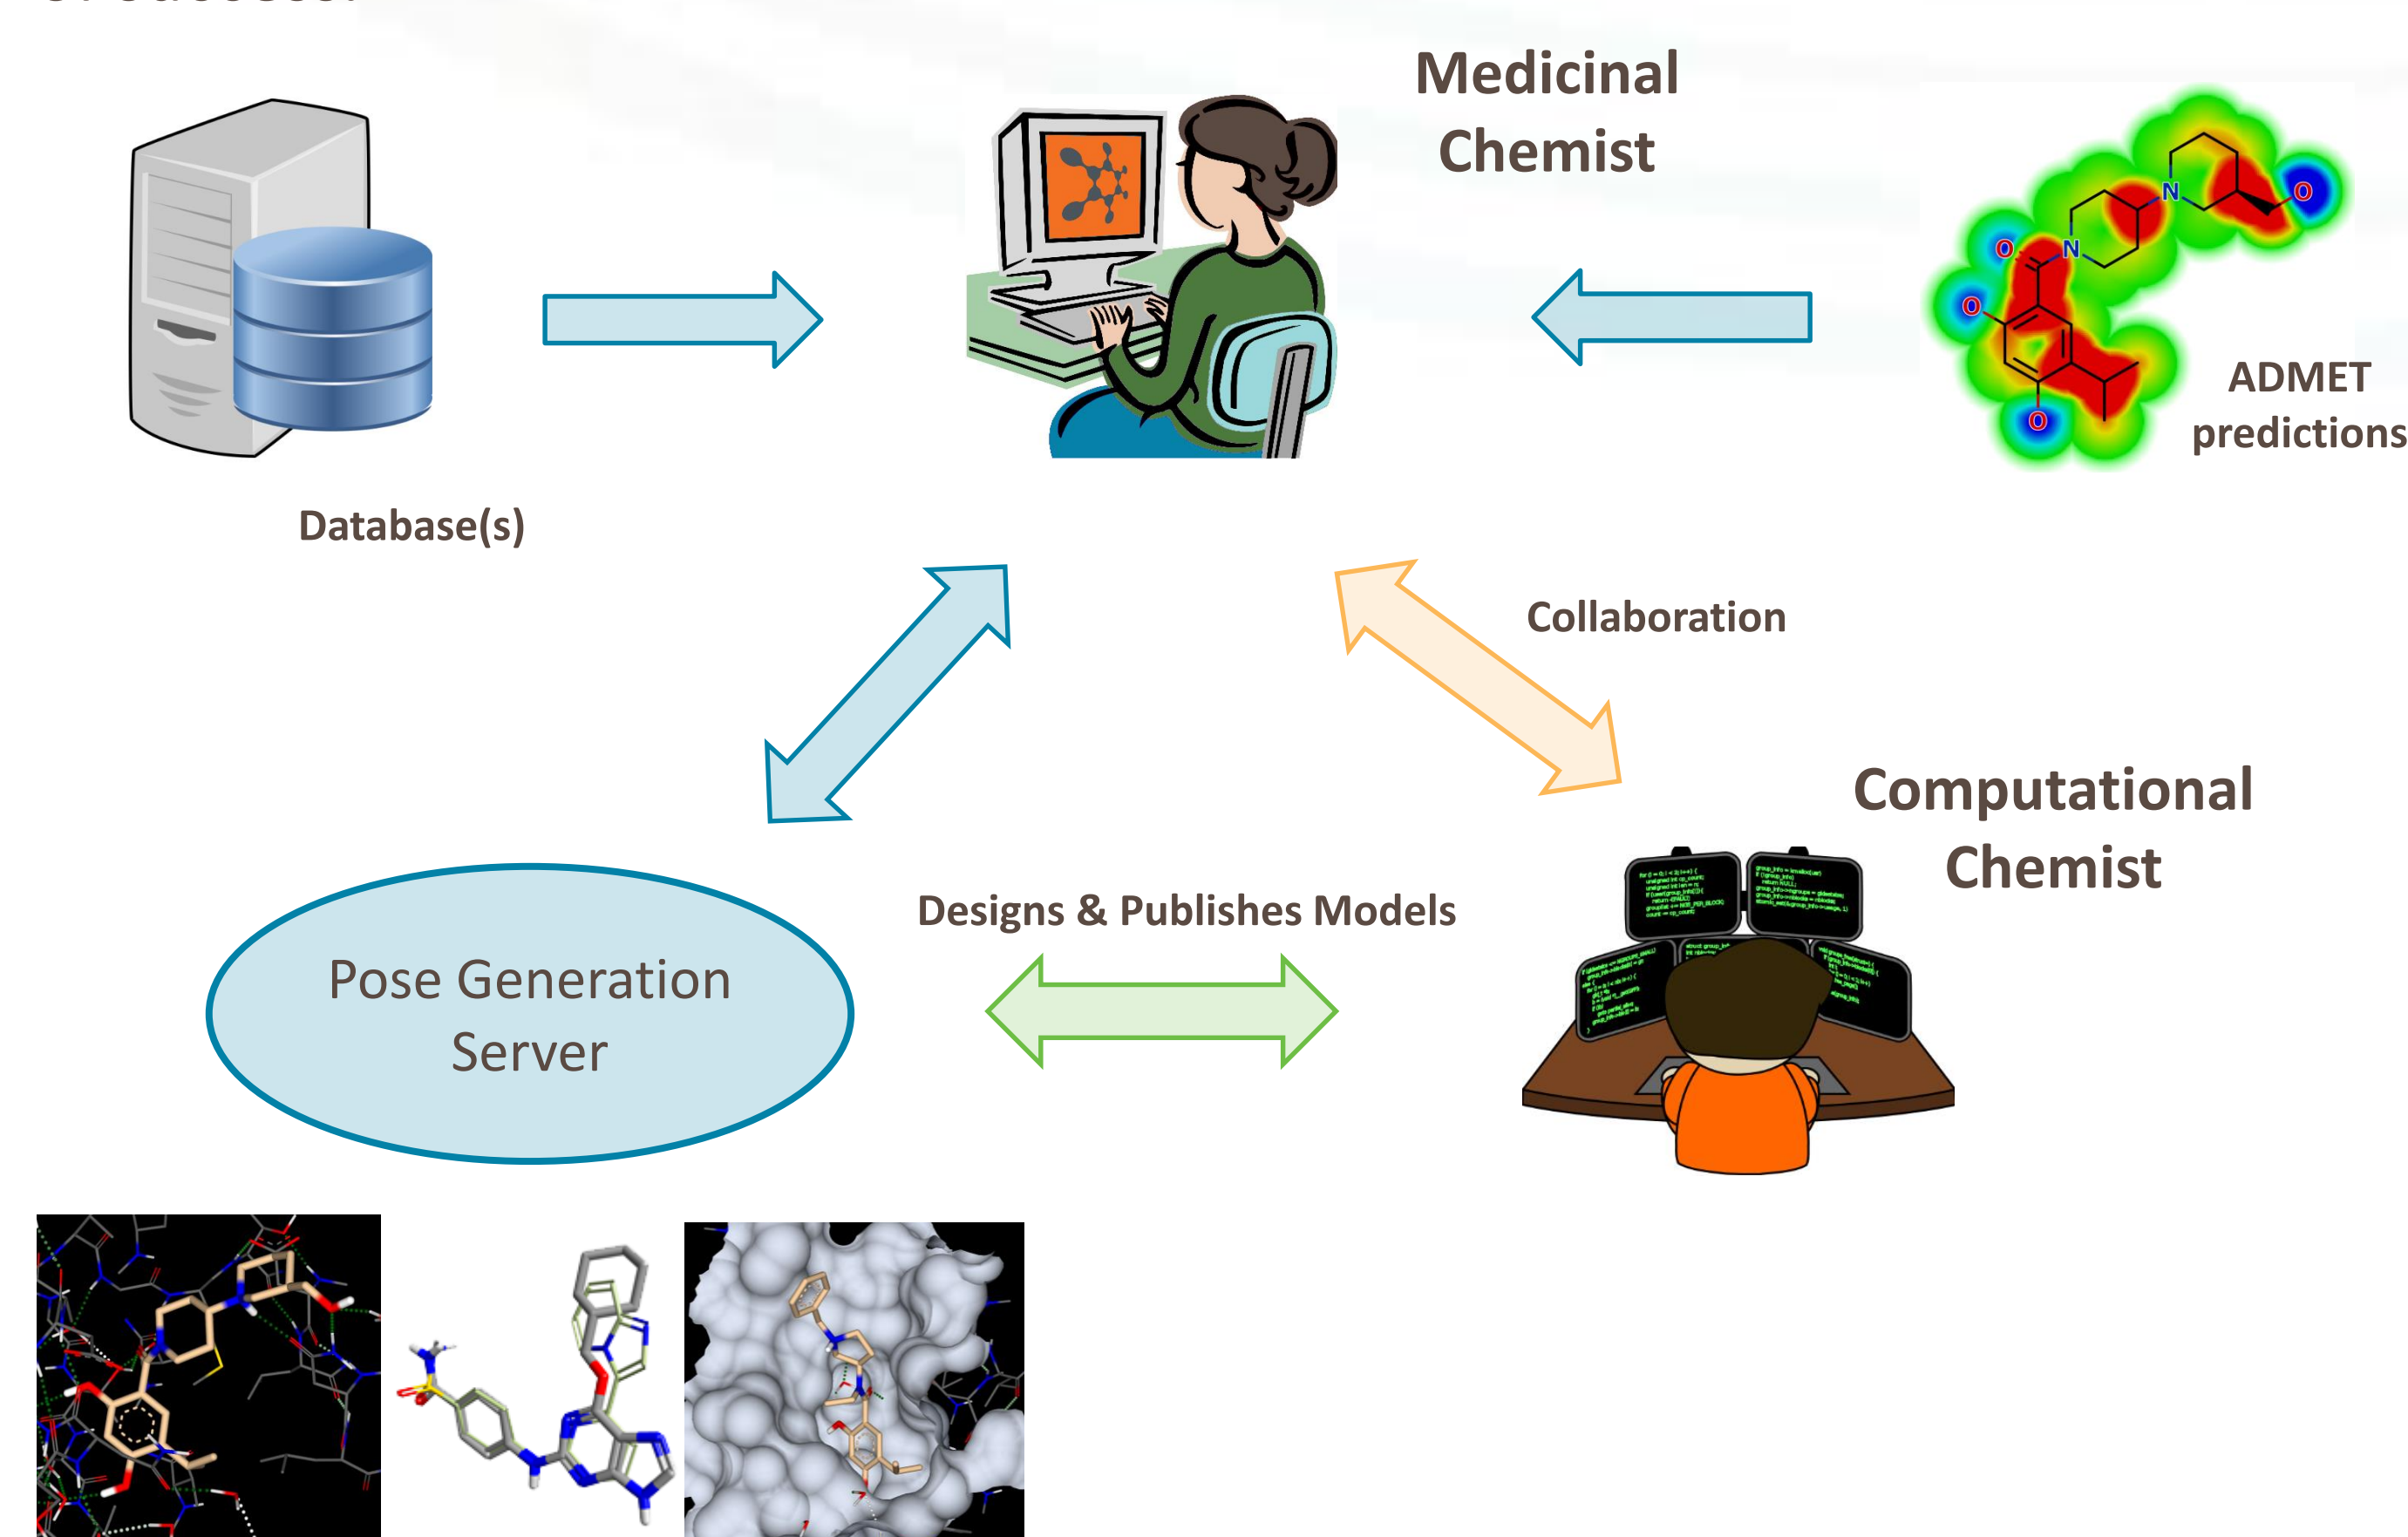 Medicinal
Chemist
O
N
N
O
O
O
ADMET
predictions
Database(s)
Collaboration
Computational
Chemist
Designs & Publishes Models
Pose Generation
Server